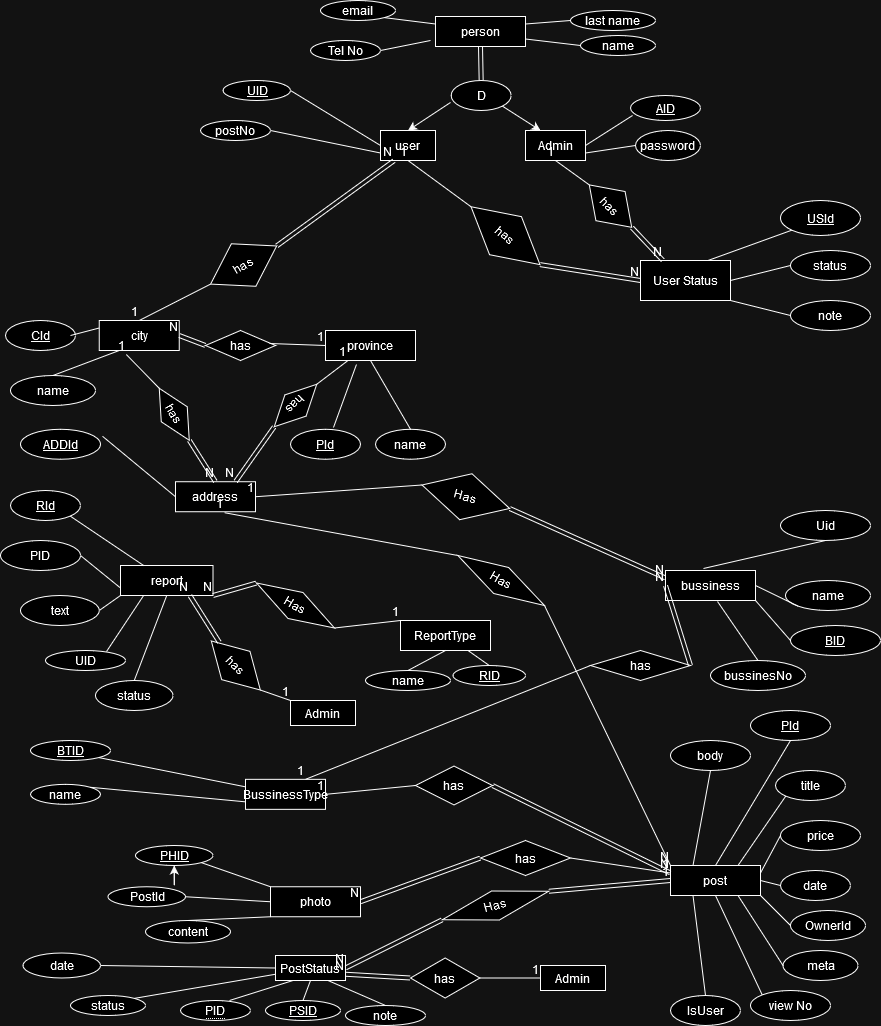 email
person
last name
name
Tel No
D
UID
AID
postNo
user
N
1
Admin
1
password
has
has
USId
has
N
N
User Status
status
note
1
CId
city
N
1
has
1
province
1
name
has
has
PId
name
ADDId
N
N
address
1
1
Has
RId
Uid
PID
report
N
N
Has
Has
N
N
bussiness
name
text
1
ReportType
BID
UID
has
name
RID
has
bussinesNo
status
1
Admin
PId
BTID
body
1
BussinessType
1
has
title
name
price
PHID
has
N
N
1
post
date
PostId
photo
N
Has
OwnerId
content
date
PostStatus
N
N
has
1
Admin
meta
status
PID
PSID
note
IsUser
view No